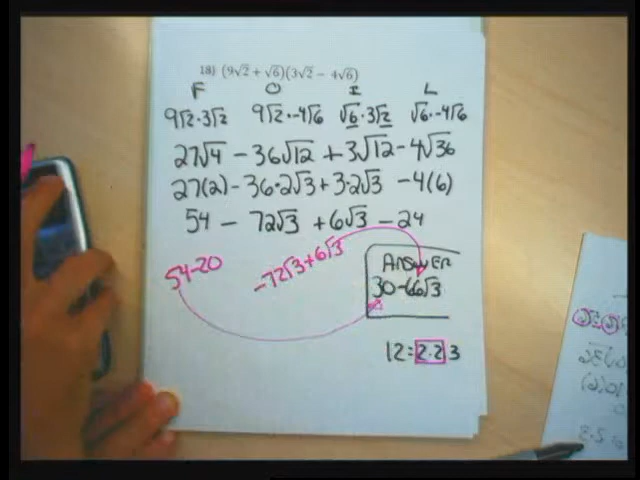 18) (9√2 + √6)(3√2 − 4√6)
F O I L
9√2·3√2 9√2·-4√6 √6·3√2 √6·-4√6
27√4 − 36√12 + 3√12 − 4√36
27(2) − 36·2√3 + 3·2√3 − 4(6)
54 − 72√3 + 6√3 − 24
54-20 -72√3+6√3
ANSWER
30-66√3
12 = 2·2·3